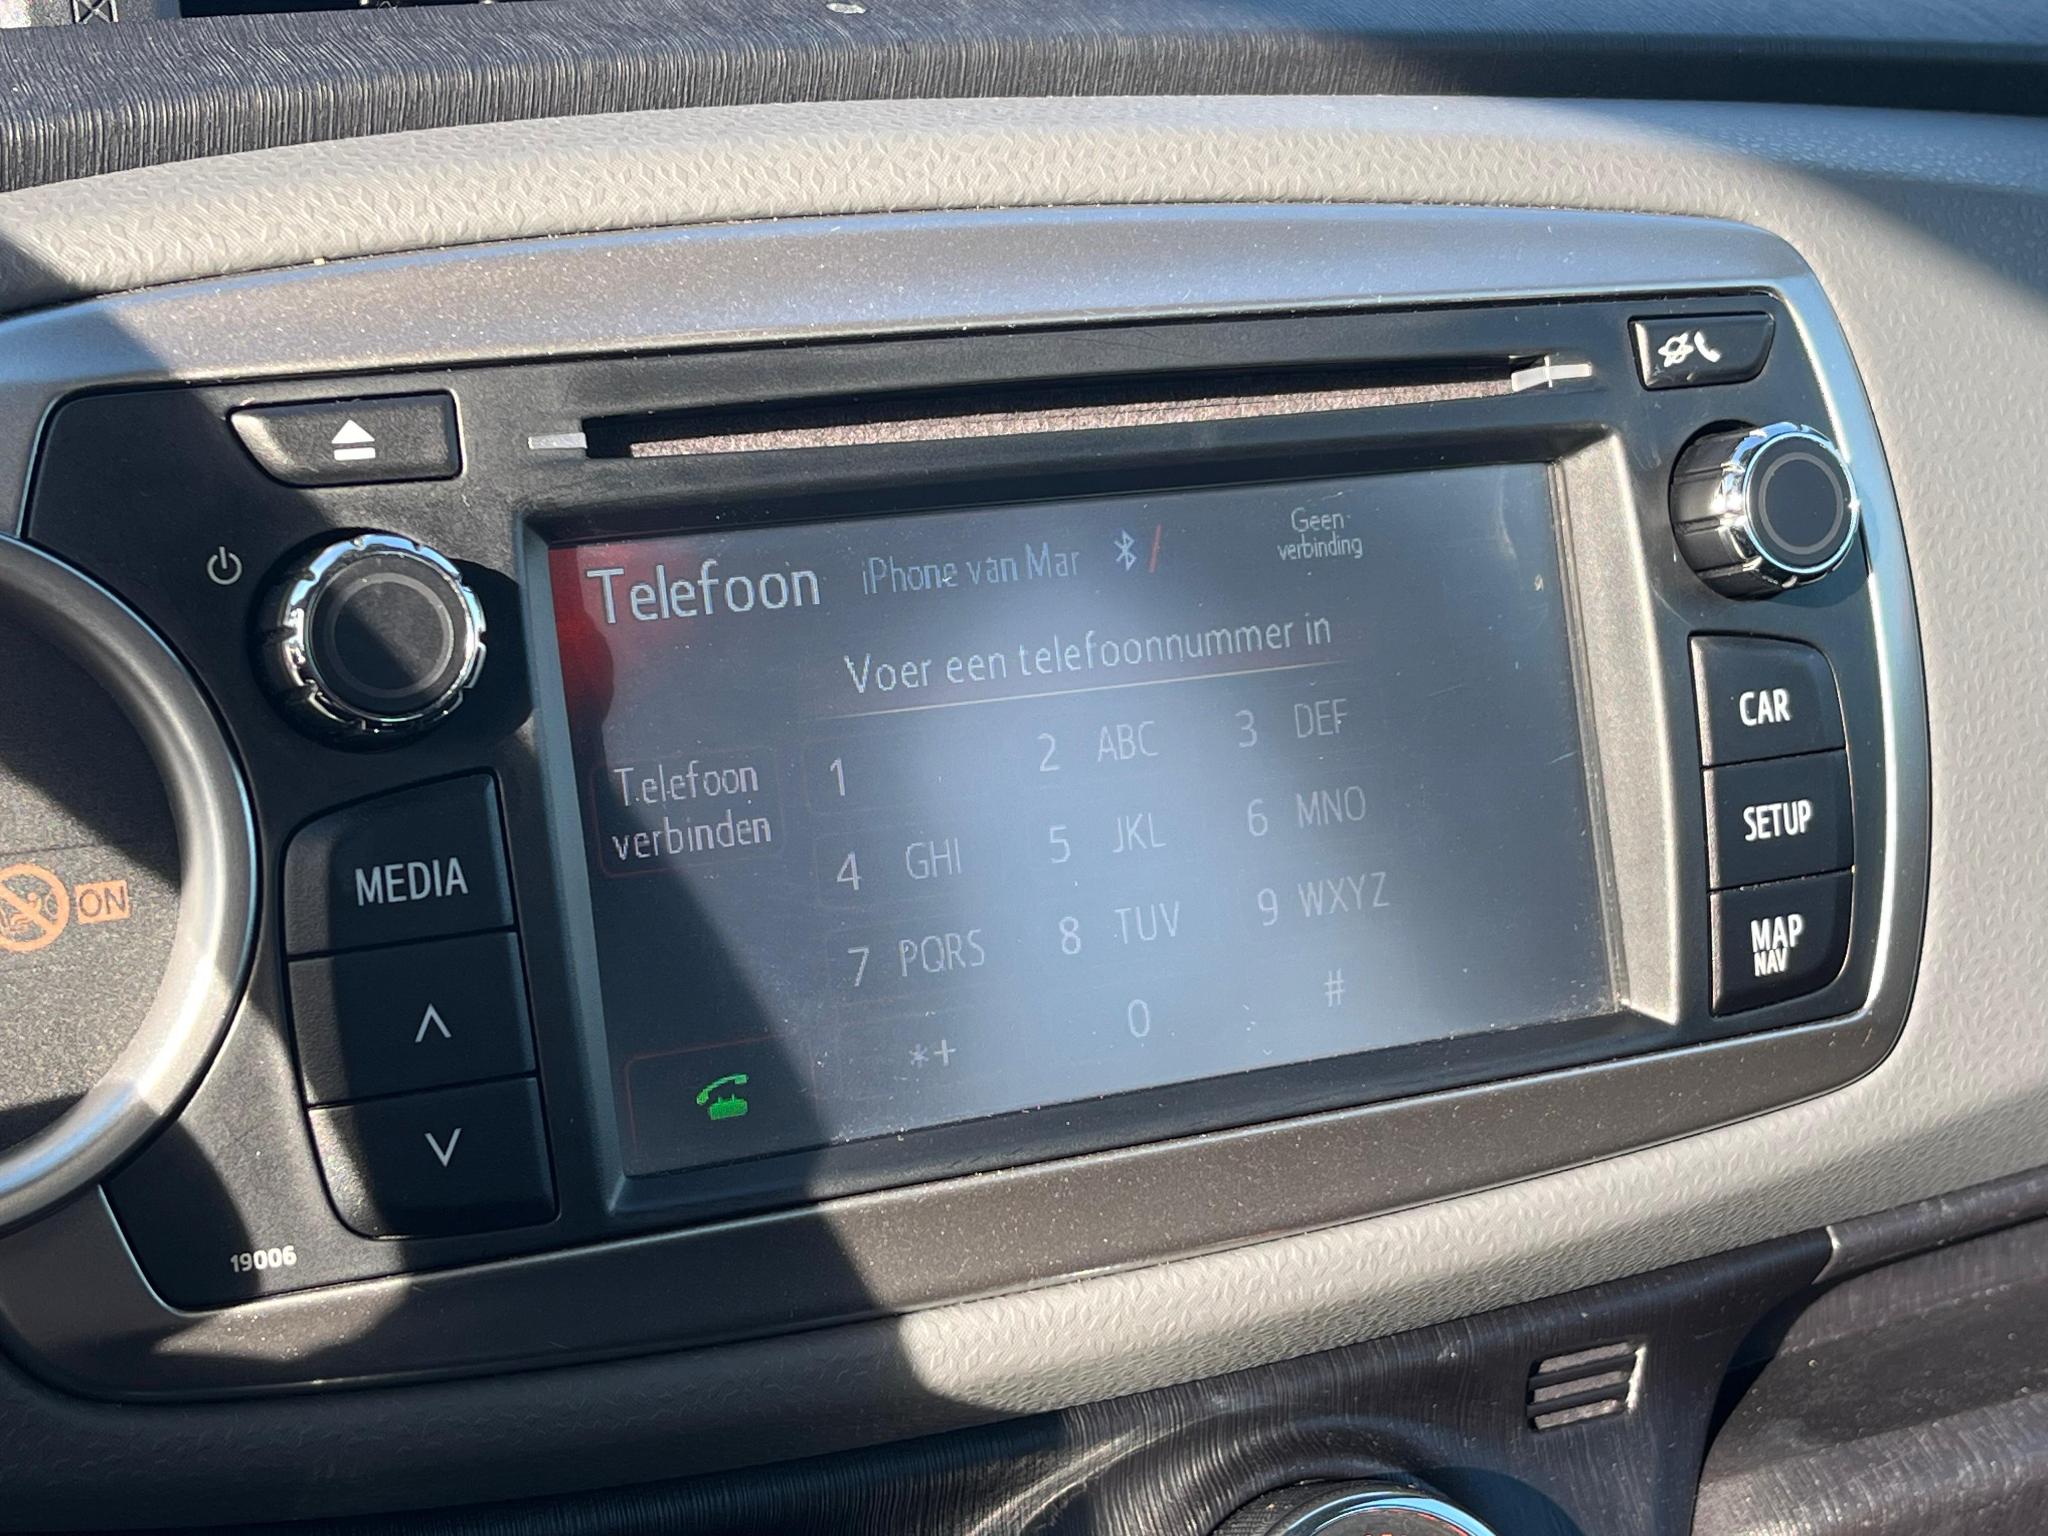 Telefoon iPhone van Mar Geen
verbinding
Voer een telefoonnummer in
Telefoon
verbinden
1 2 ABC 3 DEF
4 GHI 5 JKL 6 MNO
7 PQRS 8 TUV 9 WXYZ
*+ 0 #
MEDIA
CAR
SETUP
MAP
NAV
ON
19006